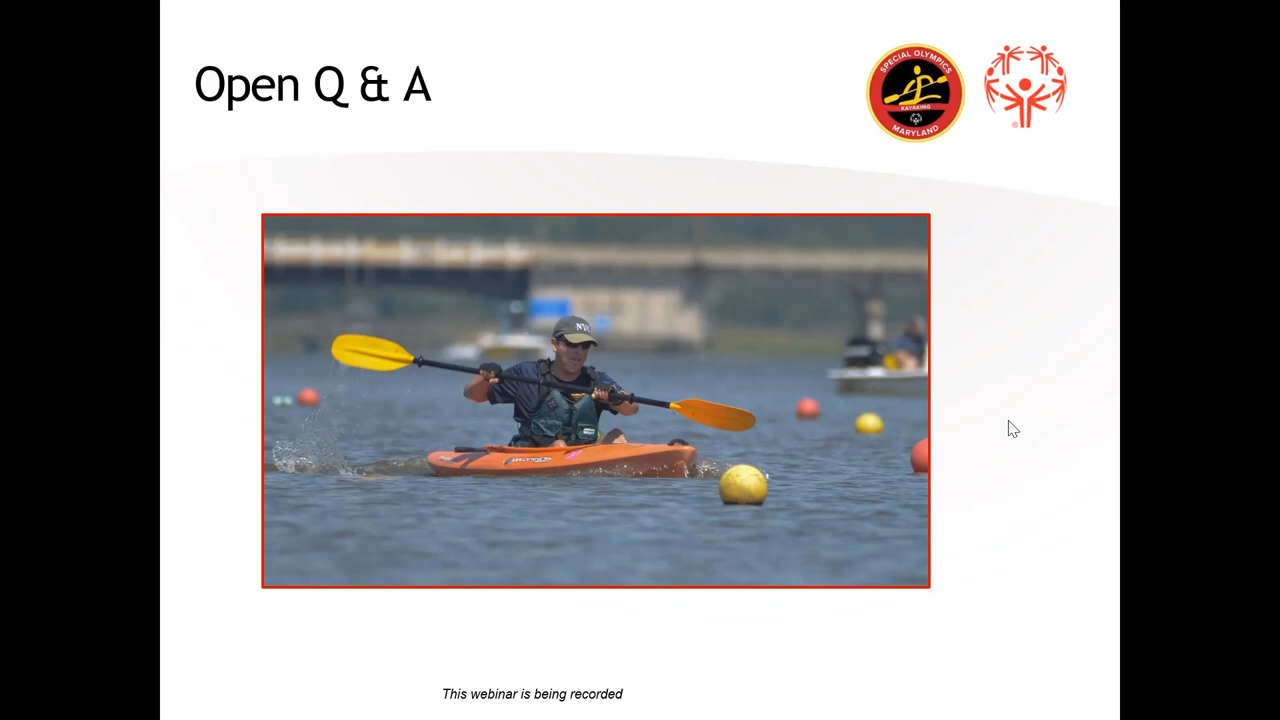 Open Q & A
SPECIAL OLYMPICS
KAYAKING
MARYLAND
®
This webinar is being recorded